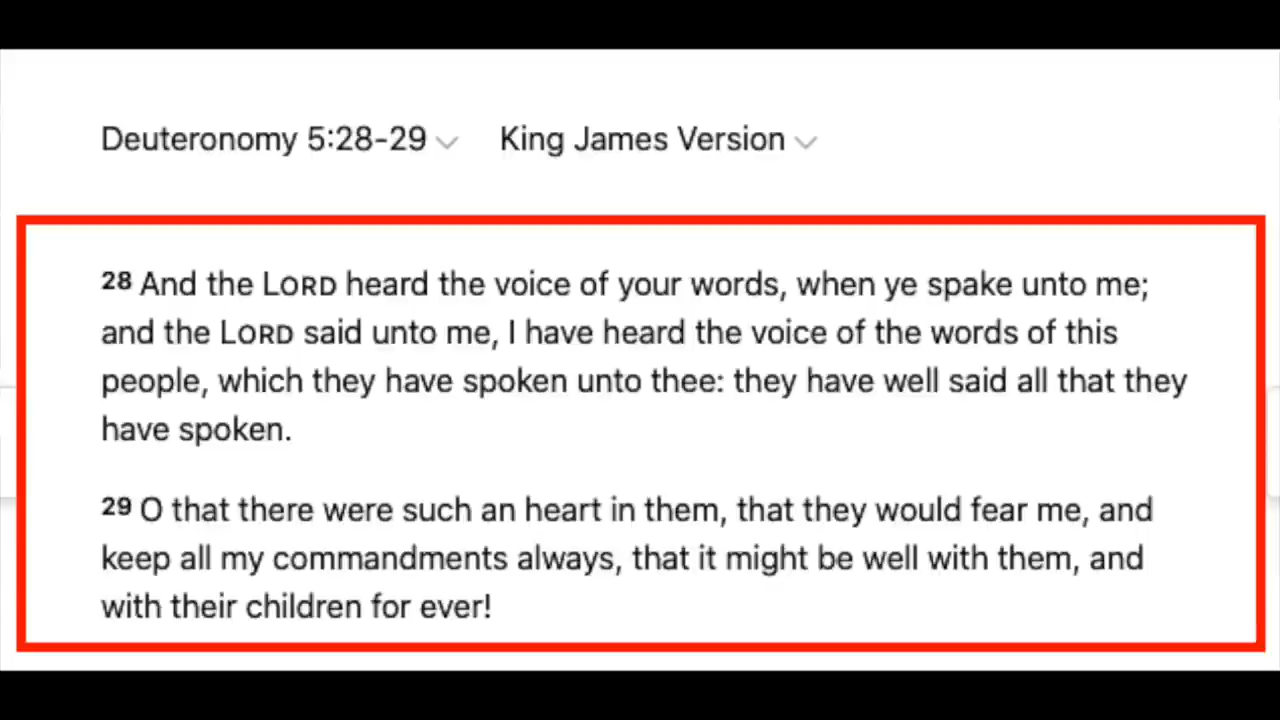 Deuteronomy 5:28-29 King James Version
28 And the LORD heard the voice of your words, when ye spake unto me;
and the LORD said unto me, I have heard the voice of the words of this
people, which they have spoken unto thee: they have well said all that they
have spoken.
29 O that there were such an heart in them, that they would fear me, and
keep all my commandments always, that it might be well with them, and
with their children for ever!